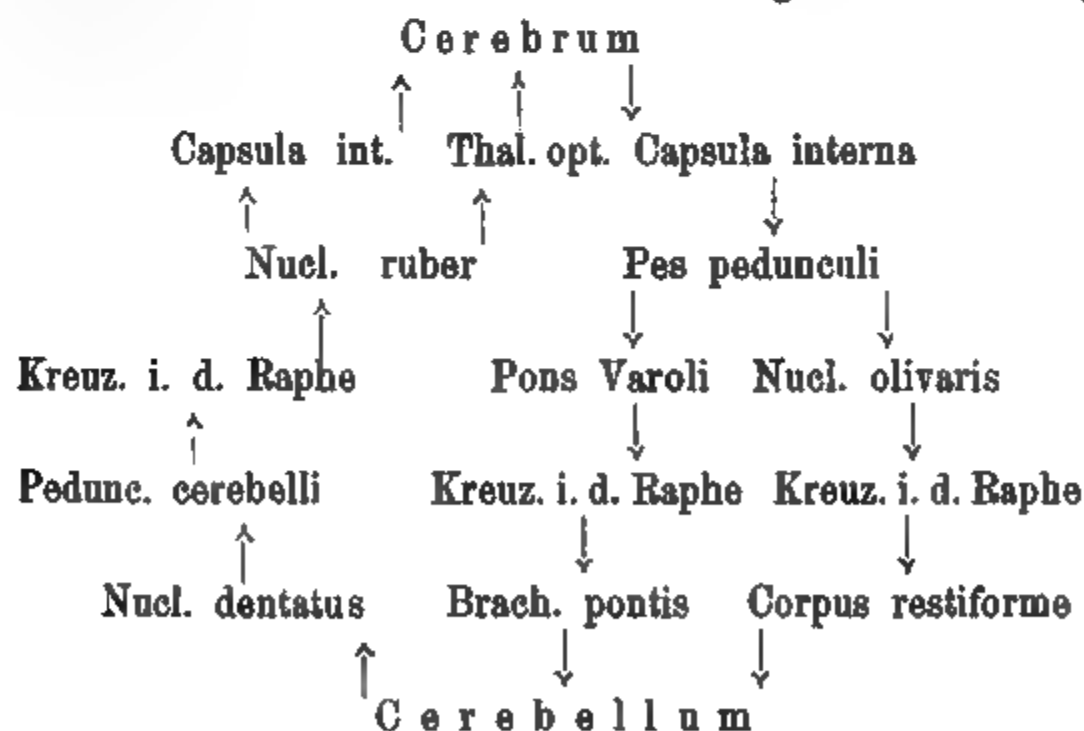 Cerebrum
Capsula int. Thal. opt. Capsula interna
Nucl. ruber Pes pedunculi
Kreuz. i. d. Raphe Pons Varoli Nucl. olivaris
Pedunc. cerebelli Kreuz. i. d. Raphe Kreuz. i. d. Raphe
Nucl. dentatus Brach. pontis Corpus restiforme
Cerebellum